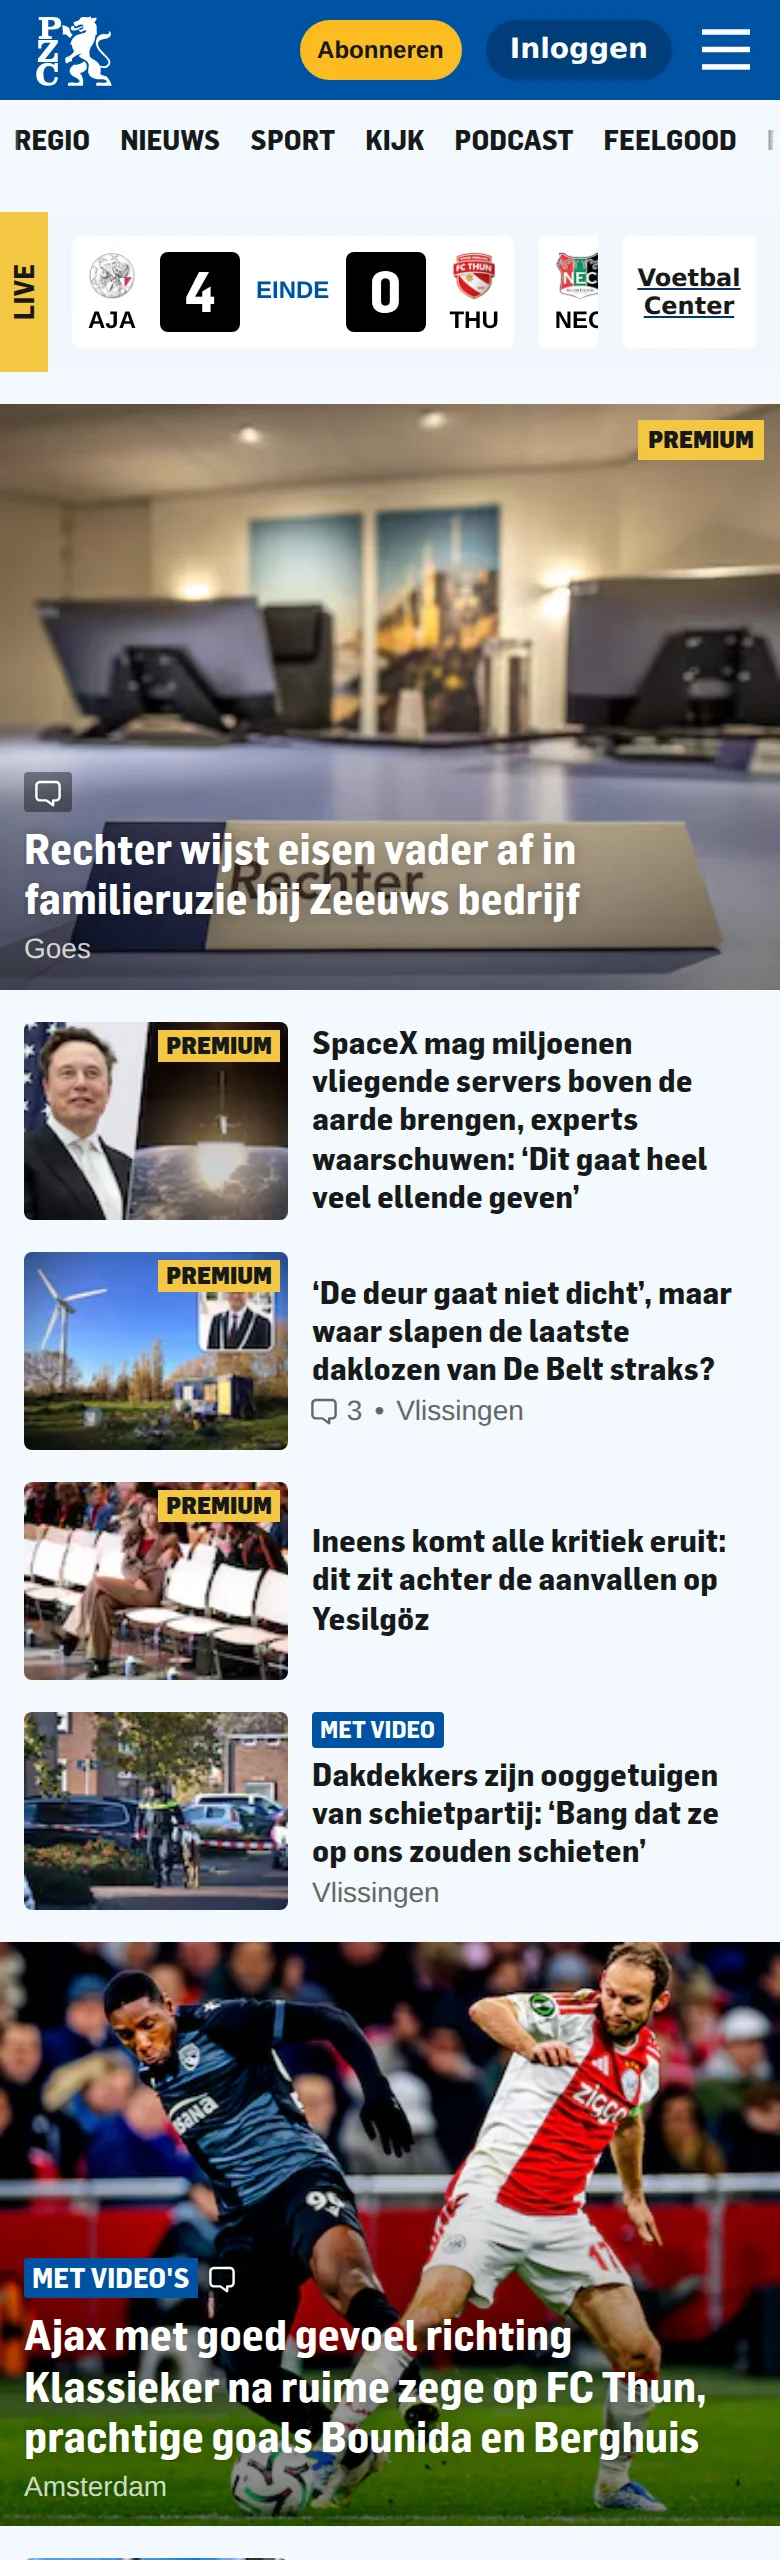 PZC
Abonneren
Inloggen
REGIO NIEUWS SPORT KIJK PODCAST FEELGOOD
LIVE
AJA 4 EINDE 0 THU
FC THUN
NEC
NEC
Voetbal
Center
PREMIUM
Rechter
Rechter wijst eisen vader af in
familieruzie bij Zeeuws bedrijf
Goes
PREMIUM
SpaceX mag miljoenen
vliegende servers boven de
aarde brengen, experts
waarschuwen: ‘Dit gaat heel
veel ellende geven’
PREMIUM
‘De deur gaat niet dicht’, maar
waar slapen de laatste
daklozen van De Belt straks?
3 • Vlissingen
PREMIUM
Ineens komt alle kritiek eruit:
dit zit achter de aanvallen op
Yesilgöz
MET VIDEO
Dakdekkers zijn ooggetuigen
van schietpartij: ‘Bang dat ze
op ons zouden schieten’
Vlissingen
ziggo
MET VIDEO'S
Ajax met goed gevoel richting
Klassieker na ruime zege op FC Thun,
prachtige goals Bounida en Berghuis
Amsterdam